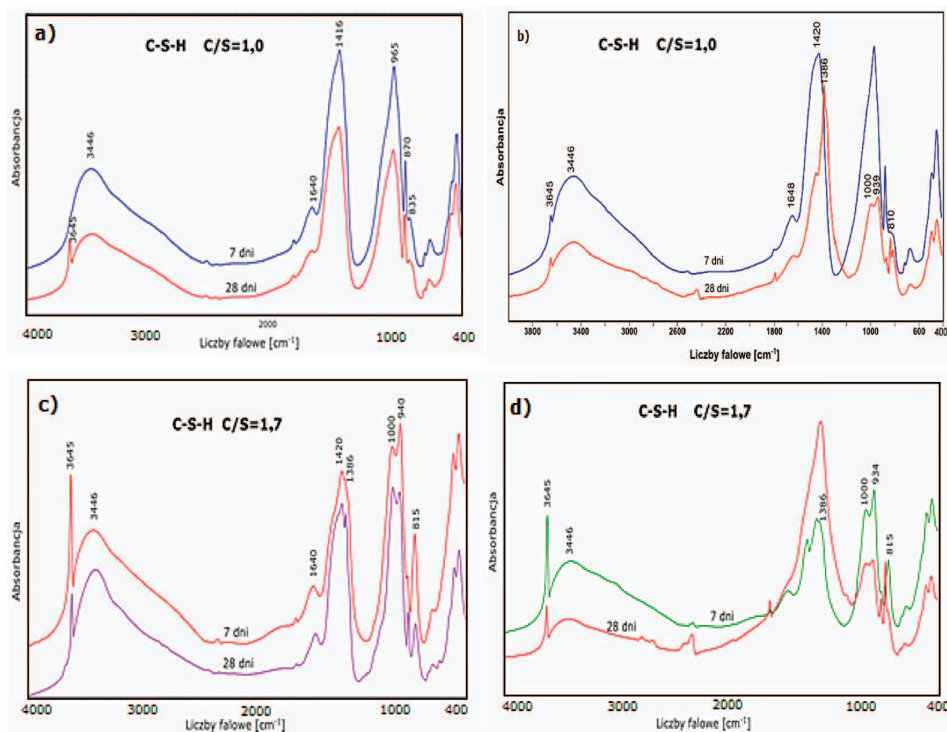 a)
C-S-H C/S=1,0
Absorbancja
3446
3645
1640
1416
965
870
835
7 dni
28 dni
4000 3000 2000 1000 400
Liczby falowe [cm⁻¹]
b)
C-S-H C/S=1,0
Absorbancja
3645
3446
1648
1420
1386
1000
939
810
7 dni
28 dni
3800 3400 3000 2600 2200 1800 1400 1000 600 400
Liczby falowe [cm⁻¹]
c)
C-S-H C/S=1,7
Absorbancja
3645
3446
1640
1420
1386
1000
940
815
7 dni
28 dni
4000 3000 2000 1000 400
Liczby falowe [cm⁻¹]
d)
C-S-H C/S=1,7
Absorbancja
3645
3446
1386
1000
934
815
7 dni
28 dni
4000 3000 2000 1000 400
Liczby falowe [cm⁻¹]